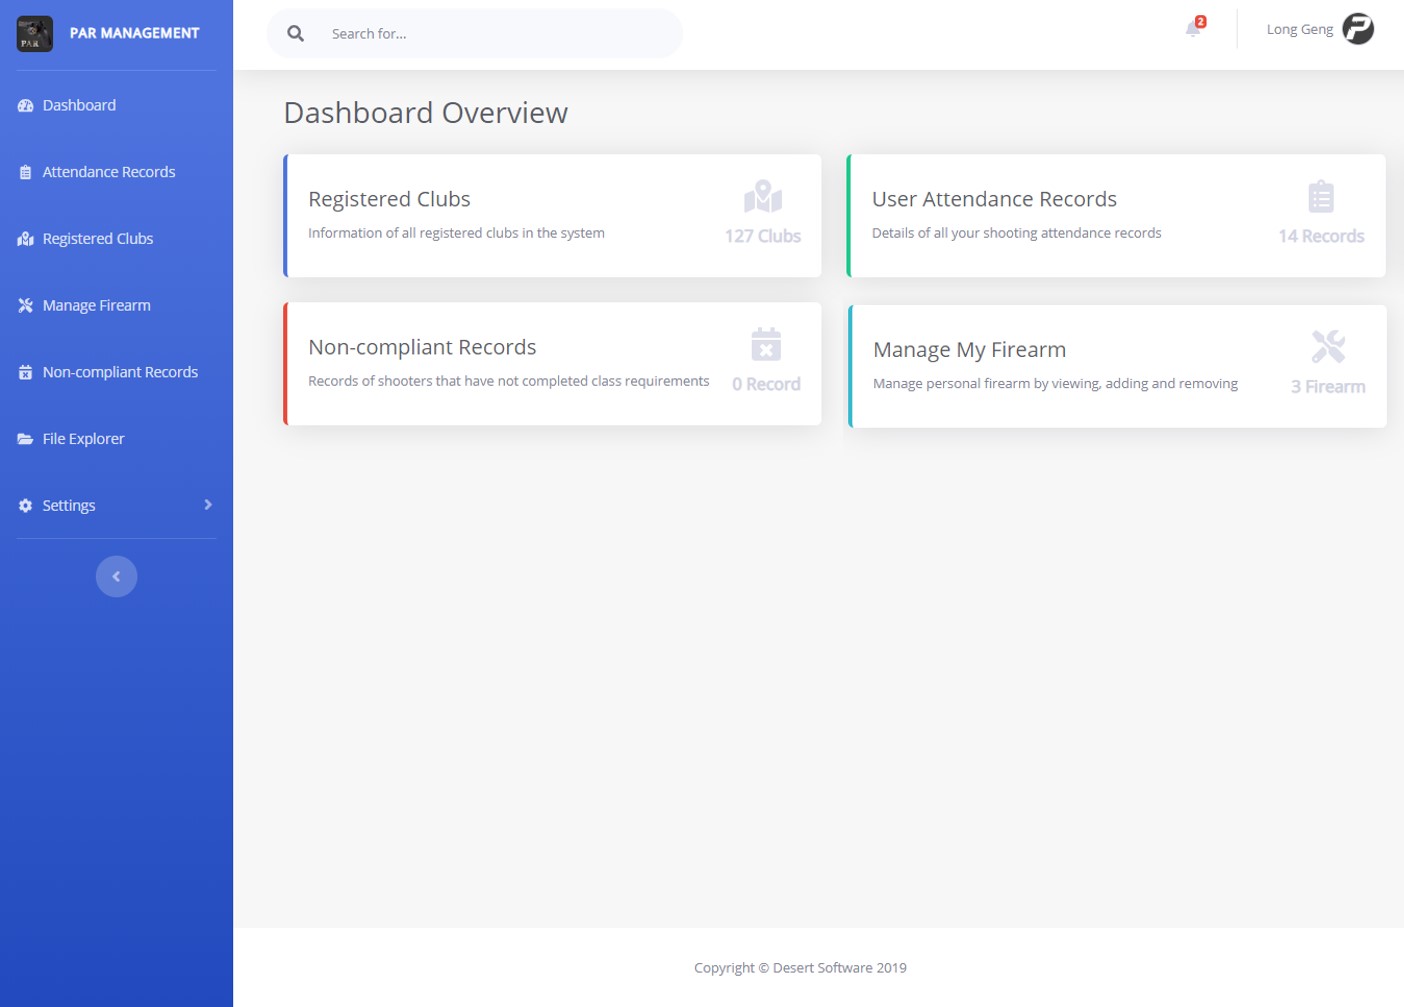 PAR
PAR MANAGEMENT
Dashboard
Attendance Records
Registered Clubs
Manage Firearm
Non-compliant Records
File Explorer
Settings
Search for...
2
Long Geng
Dashboard Overview
Registered Clubs
Information of all registered clubs in the system
127 Clubs
User Attendance Records
Details of all your shooting attendance records
14 Records
Non-compliant Records
Records of shooters that have not completed class requirements
0 Record
Manage My Firearm
Manage personal firearm by viewing, adding and removing
3 Firearm
Copyright © Desert Software 2019